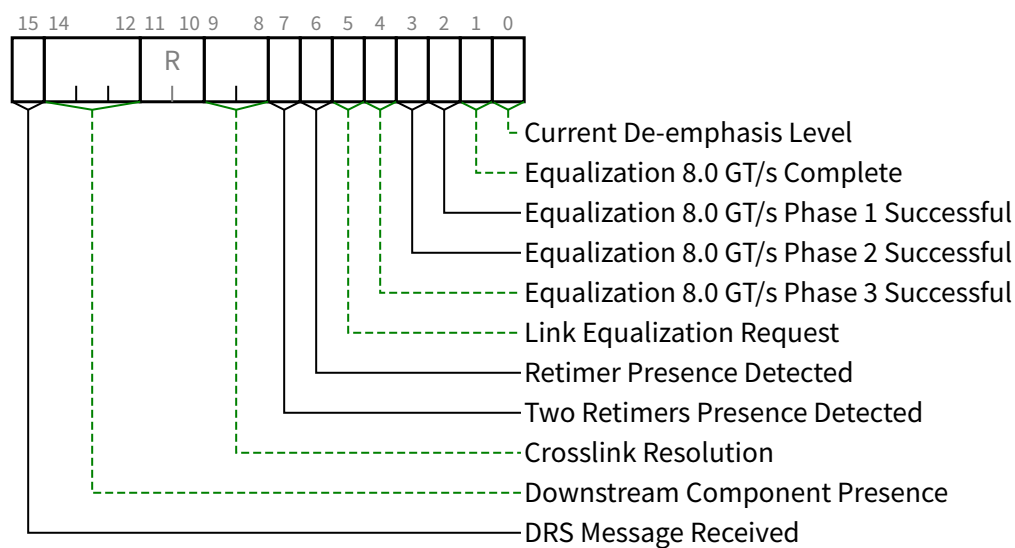 15 14 12 11 10 9 8 7 6 5 4 3 2 1 0
R
Current De-emphasis Level
Equalization 8.0 GT/s Complete
Equalization 8.0 GT/s Phase 1 Successful
Equalization 8.0 GT/s Phase 2 Successful
Equalization 8.0 GT/s Phase 3 Successful
Link Equalization Request
Retimer Presence Detected
Two Retimers Presence Detected
Crosslink Resolution
Downstream Component Presence
DRS Message Received